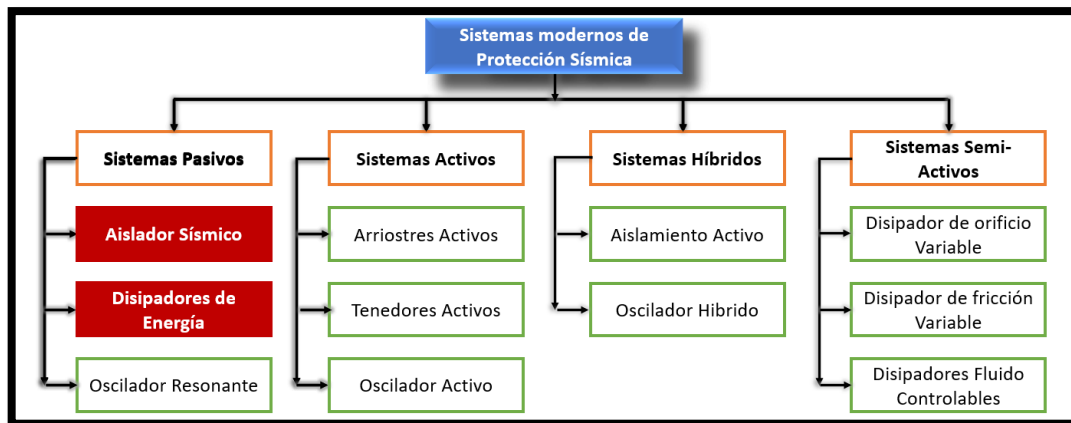 Sistemas modernos de
Protección Sísmica
Sistemas Pasivos
Aislador Sísmico
Disipadores de
Energía
Oscilador Resonante
Sistemas Activos
Arriostres Activos
Tenedores Activos
Oscilador Activo
Sistemas Híbridos
Aislamiento Activo
Oscilador Hibrido
Sistemas Semi-
Activos
Disipador de orificio
Variable
Disipador de fricción
Variable
Disipadores Fluido
Controlables